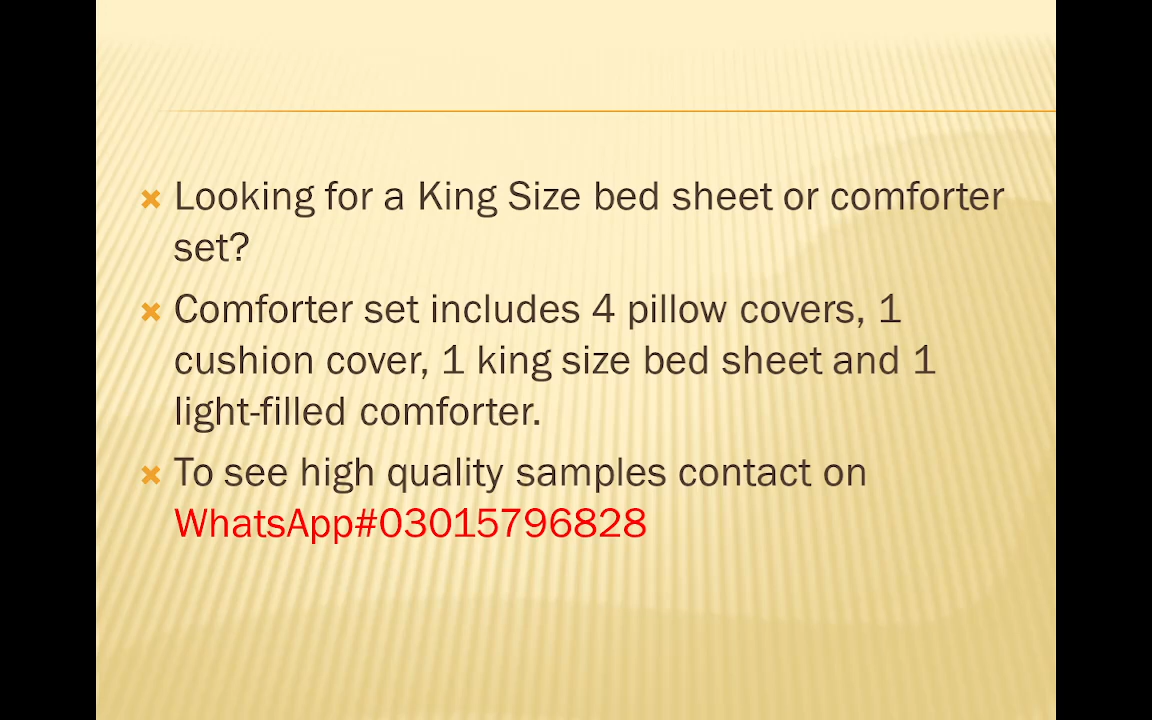 Looking for a King Size bed sheet or comforter
set?
Comforter set includes 4 pillow covers, 1
cushion cover, 1 king size bed sheet and 1
light-filled comforter.
To see high quality samples contact on
WhatsApp#03015796828